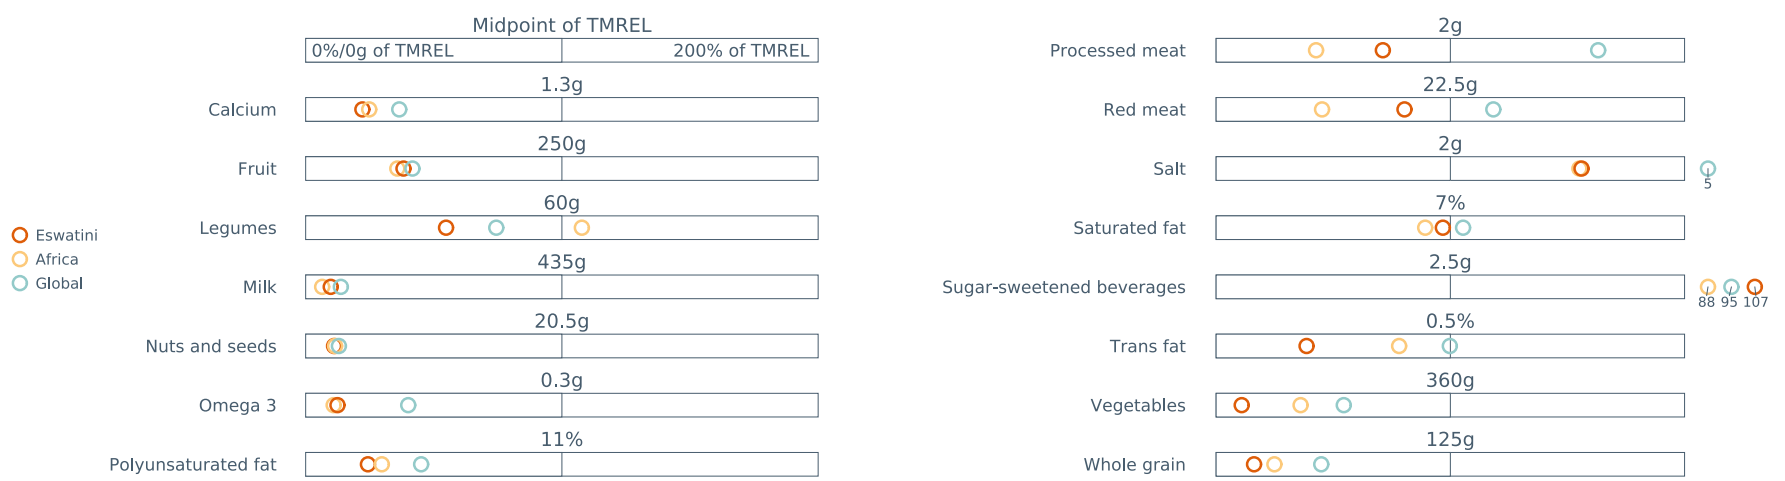 Midpoint of TMREL
0%/0g of TMREL 200% of TMREL
1.3g
Calcium
250g
Fruit
60g
Legumes
435g
Milk
20.5g
Nuts and seeds
0.3g
Omega 3
11%
Polyunsaturated fat
Eswatini
Africa
Global
2g
Processed meat
22.5g
Red meat
2g
Salt
5
7%
Saturated fat
2.5g
Sugar-sweetened beverages
88 95 107
0.5%
Trans fat
360g
Vegetables
125g
Whole grain